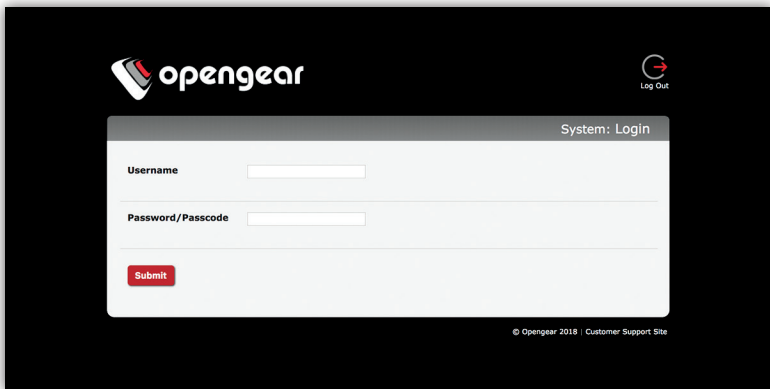 opengear
Log Out
System: Login
Username
Password/Passcode
Submit
© Opengear 2018 | Customer Support Site